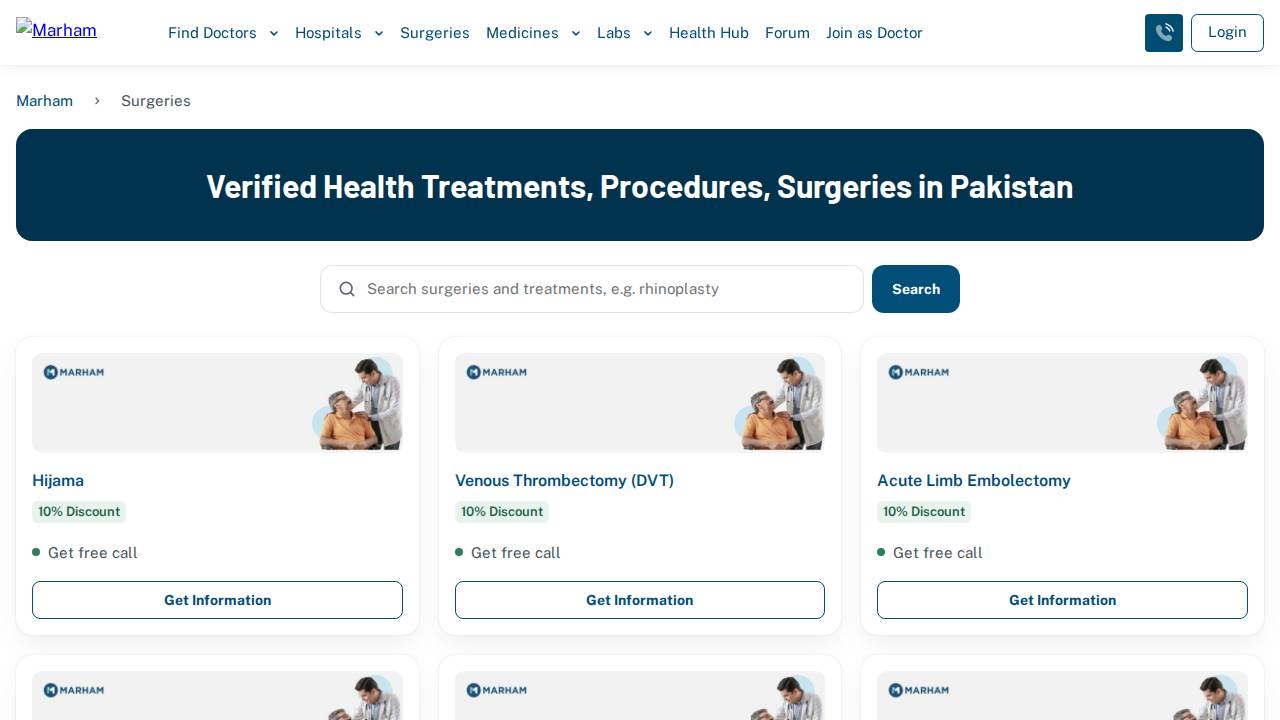 Marham
Find Doctors
Hospitals
Surgeries
Medicines
Labs
Health Hub
Forum
Join as Doctor
Login
Marham
Surgeries
Verified Health Treatments, Procedures, Surgeries in Pakistan
Search surgeries and treatments, e.g. rhinoplasty
Search
MARHAM
MARHAM
MARHAM
Hijama
Venous Thrombectomy (DVT)
Acute Limb Embolectomy
10% Discount
10% Discount
10% Discount
Get free call
Get free call
Get free call
Get Information
Get Information
Get Information
MARHAM
MARHAM
MARHAM